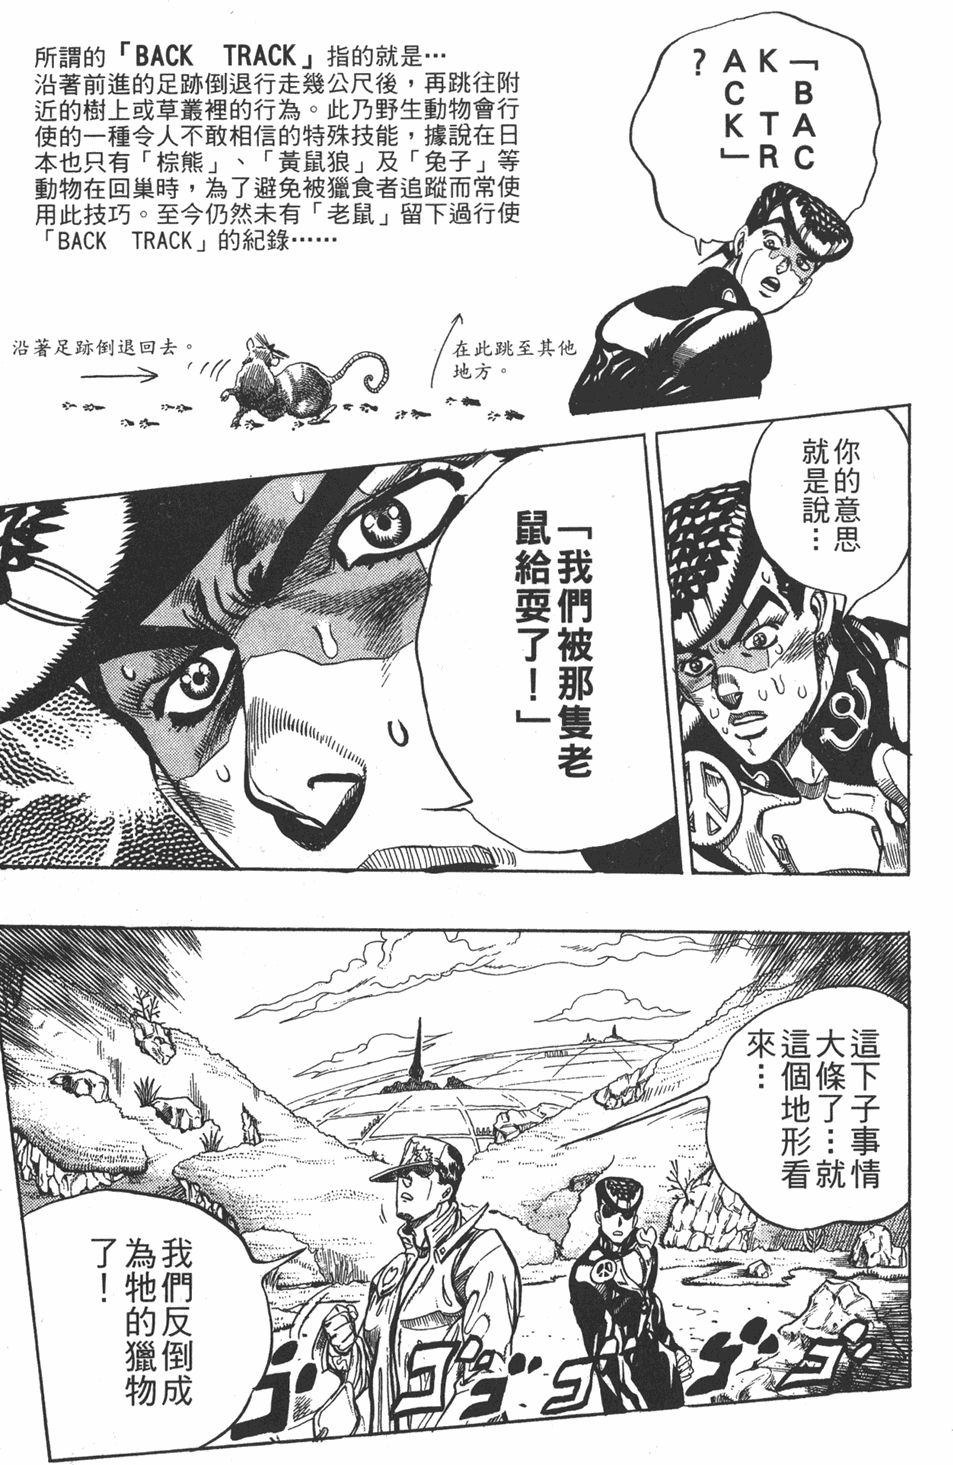 「BAC
K TR
ACK」
？
所謂的「BACK TRACK」指的就是⋯
沿著前進的足跡倒退行走幾公尺後，再跳往附
近的樹上或草叢裡的行為。此乃野生動物會行
使的一種令人不敢相信的特殊技能，據說在日
本也只有「棕熊」、「黃鼠狼」及「兔子」等
動物在回巢時，為了避免被獵食者追蹤而常使
用此技巧。至今仍然未有「老鼠」留下過行使
「BACK TRACK」的紀錄⋯⋯
在此跳至其他
地方。
沿著足跡倒退回去。
你的意思
就是說⋯
「我們被那隻老
鼠給耍了！」
這下子事情
大條了⋯就
這個地形看
來⋯
我們反倒成
為牠的獵物
了！
ゴゴゴゴゴゴ